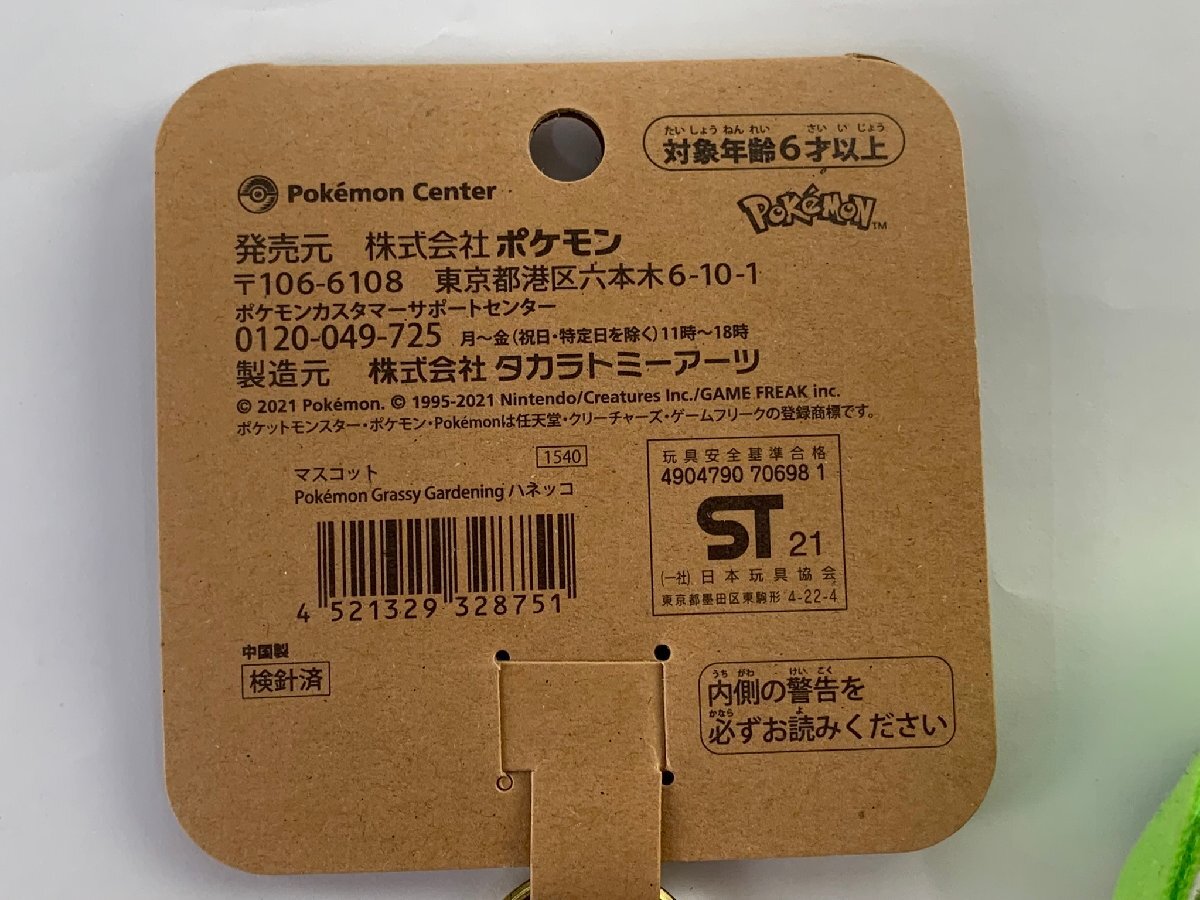 たいしょうねんれい さいいじょう
対象年齢6才以上
Pokémon Center
POKéMON™
発売元 株式会社ポケモン
〒106-6108 東京都港区六本木6-10-1
ポケモンカスタマーサポートセンター
0120-049-725 月〜金(祝日・特定日を除く)11時〜18時
製造元 株式会社タカラトミーアーツ
© 2021 Pokémon. © 1995-2021 Nintendo/Creatures Inc./GAME FREAK inc.
ポケットモンスター・ポケモン・Pokémonは任天堂・クリーチャーズ・ゲームフリークの登録商標です。
1540
マスコット
Pokémon Grassy Gardening ハネッコ
4 521329 328751
玩具安全基準合格
4904790 70698 1
ST 21
(一社)日本玩具協会
東京都墨田区東駒形 4-22-4
中国製
検針済
うちがわ けいこく
内側の警告を
かなら よ
必ずお読みください